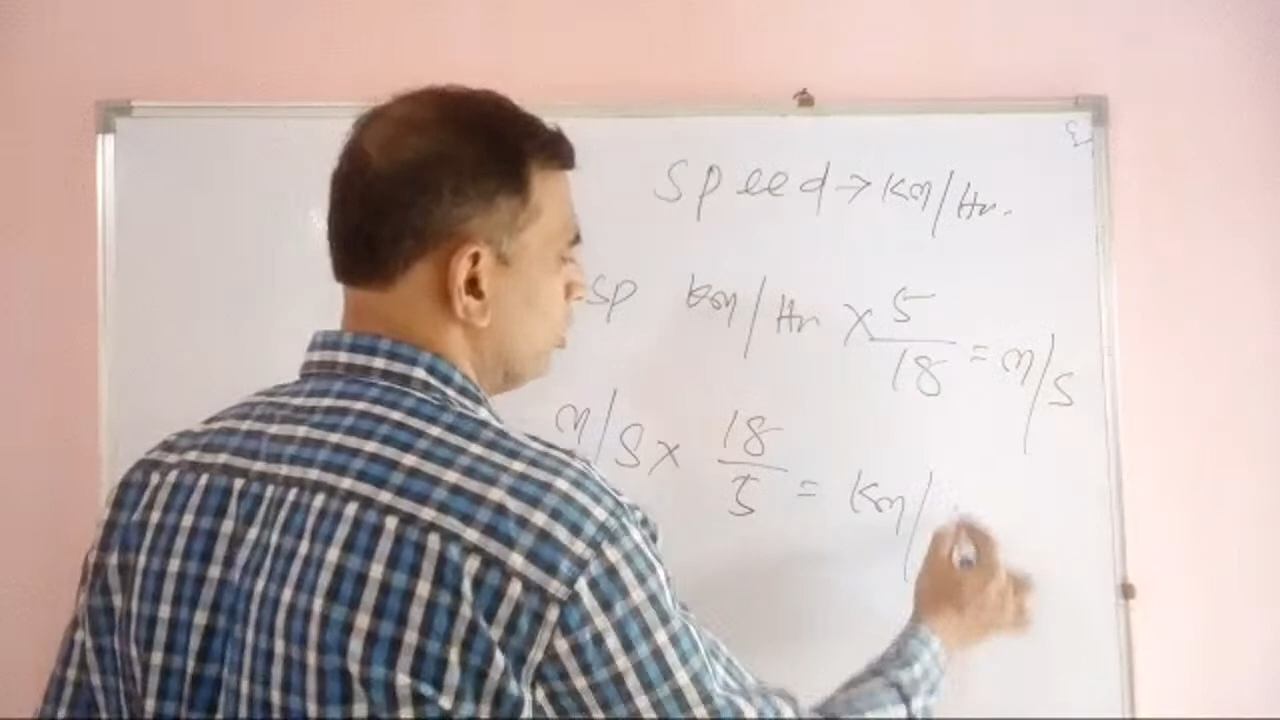 Speed → Km/Hr.
SP Km/Hr × 5/18 = m/s
m/s × 18/5 = Km/